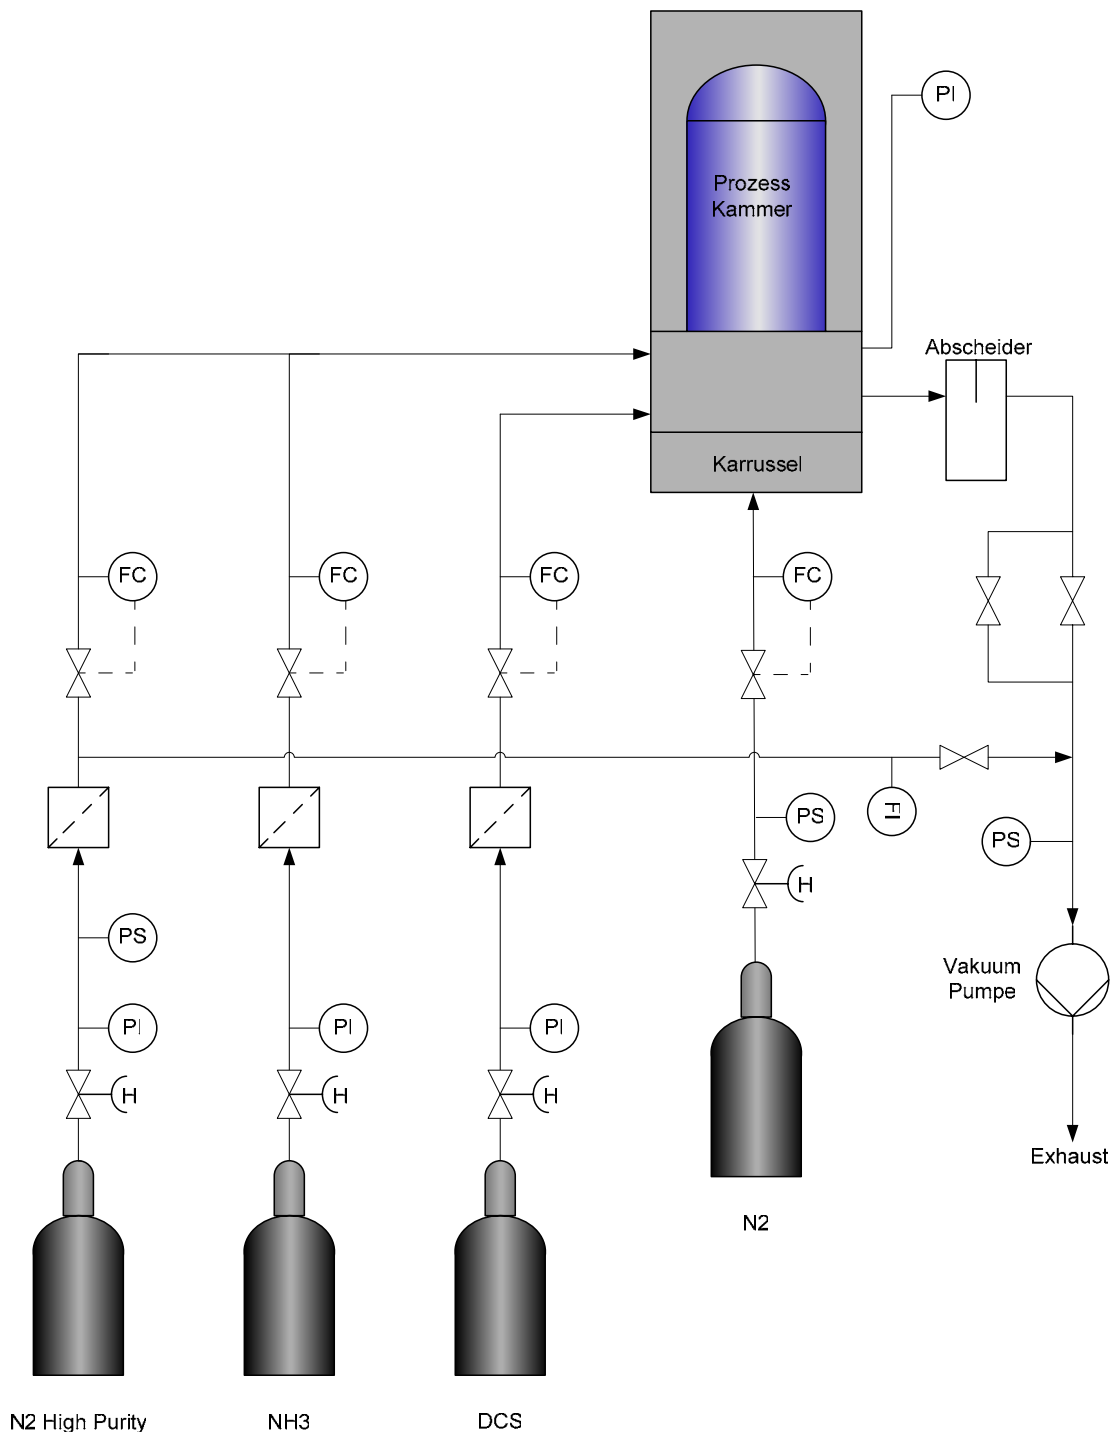 PI
Prozess
Kammer
Abscheider
Karrussel
FC
FC
FC
FC
PS
FI
PS
H
PS
Vakuum
Pumpe
PI
PI
PI
H
H
H
Exhaust
N2
N2 High Purity
NH3
DCS